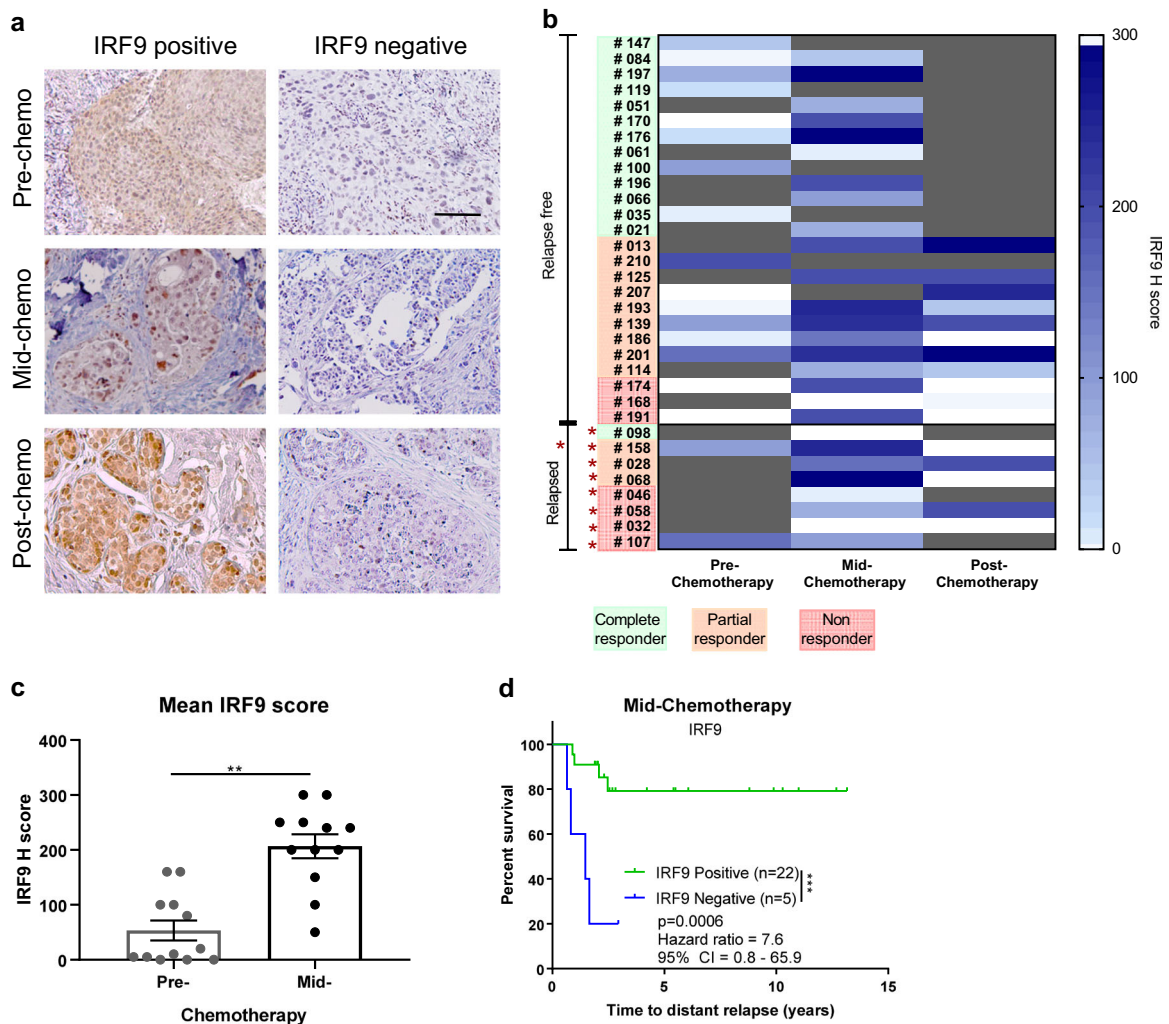 a
IRF9 positive
IRF9 negative
Pre-chemo
Mid-chemo
Post-chemo
b
Relapse free
Relapsed
*
# 147
# 084
# 197
# 119
# 051
# 170
# 176
# 061
# 100
# 196
# 066
# 035
# 021
# 013
# 210
# 125
# 207
# 193
# 139
# 186
# 201
# 114
# 174
# 168
# 191
* # 098
* # 158
* # 028
* # 068
* # 046
* # 058
* # 032
* # 107
Pre-
Chemotherapy
Mid-
Chemotherapy
Post-
Chemotherapy
300
200
100
0
IRF9 H score
Complete
responder
Partial
responder
Non
responder
c
Mean IRF9 score
IRF9 H score
400
300
200
100
0
**
Pre-
Mid-
Chemotherapy
d
Mid-Chemotherapy
IRF9
Percent survival
100
80
60
40
20
0
IRF9 Positive (n=22)
IRF9 Negative (n=5)
***
p=0.0006
Hazard ratio = 7.6
95% CI = 0.8 - 65.9
0
5
10
15
Time to distant relapse (years)